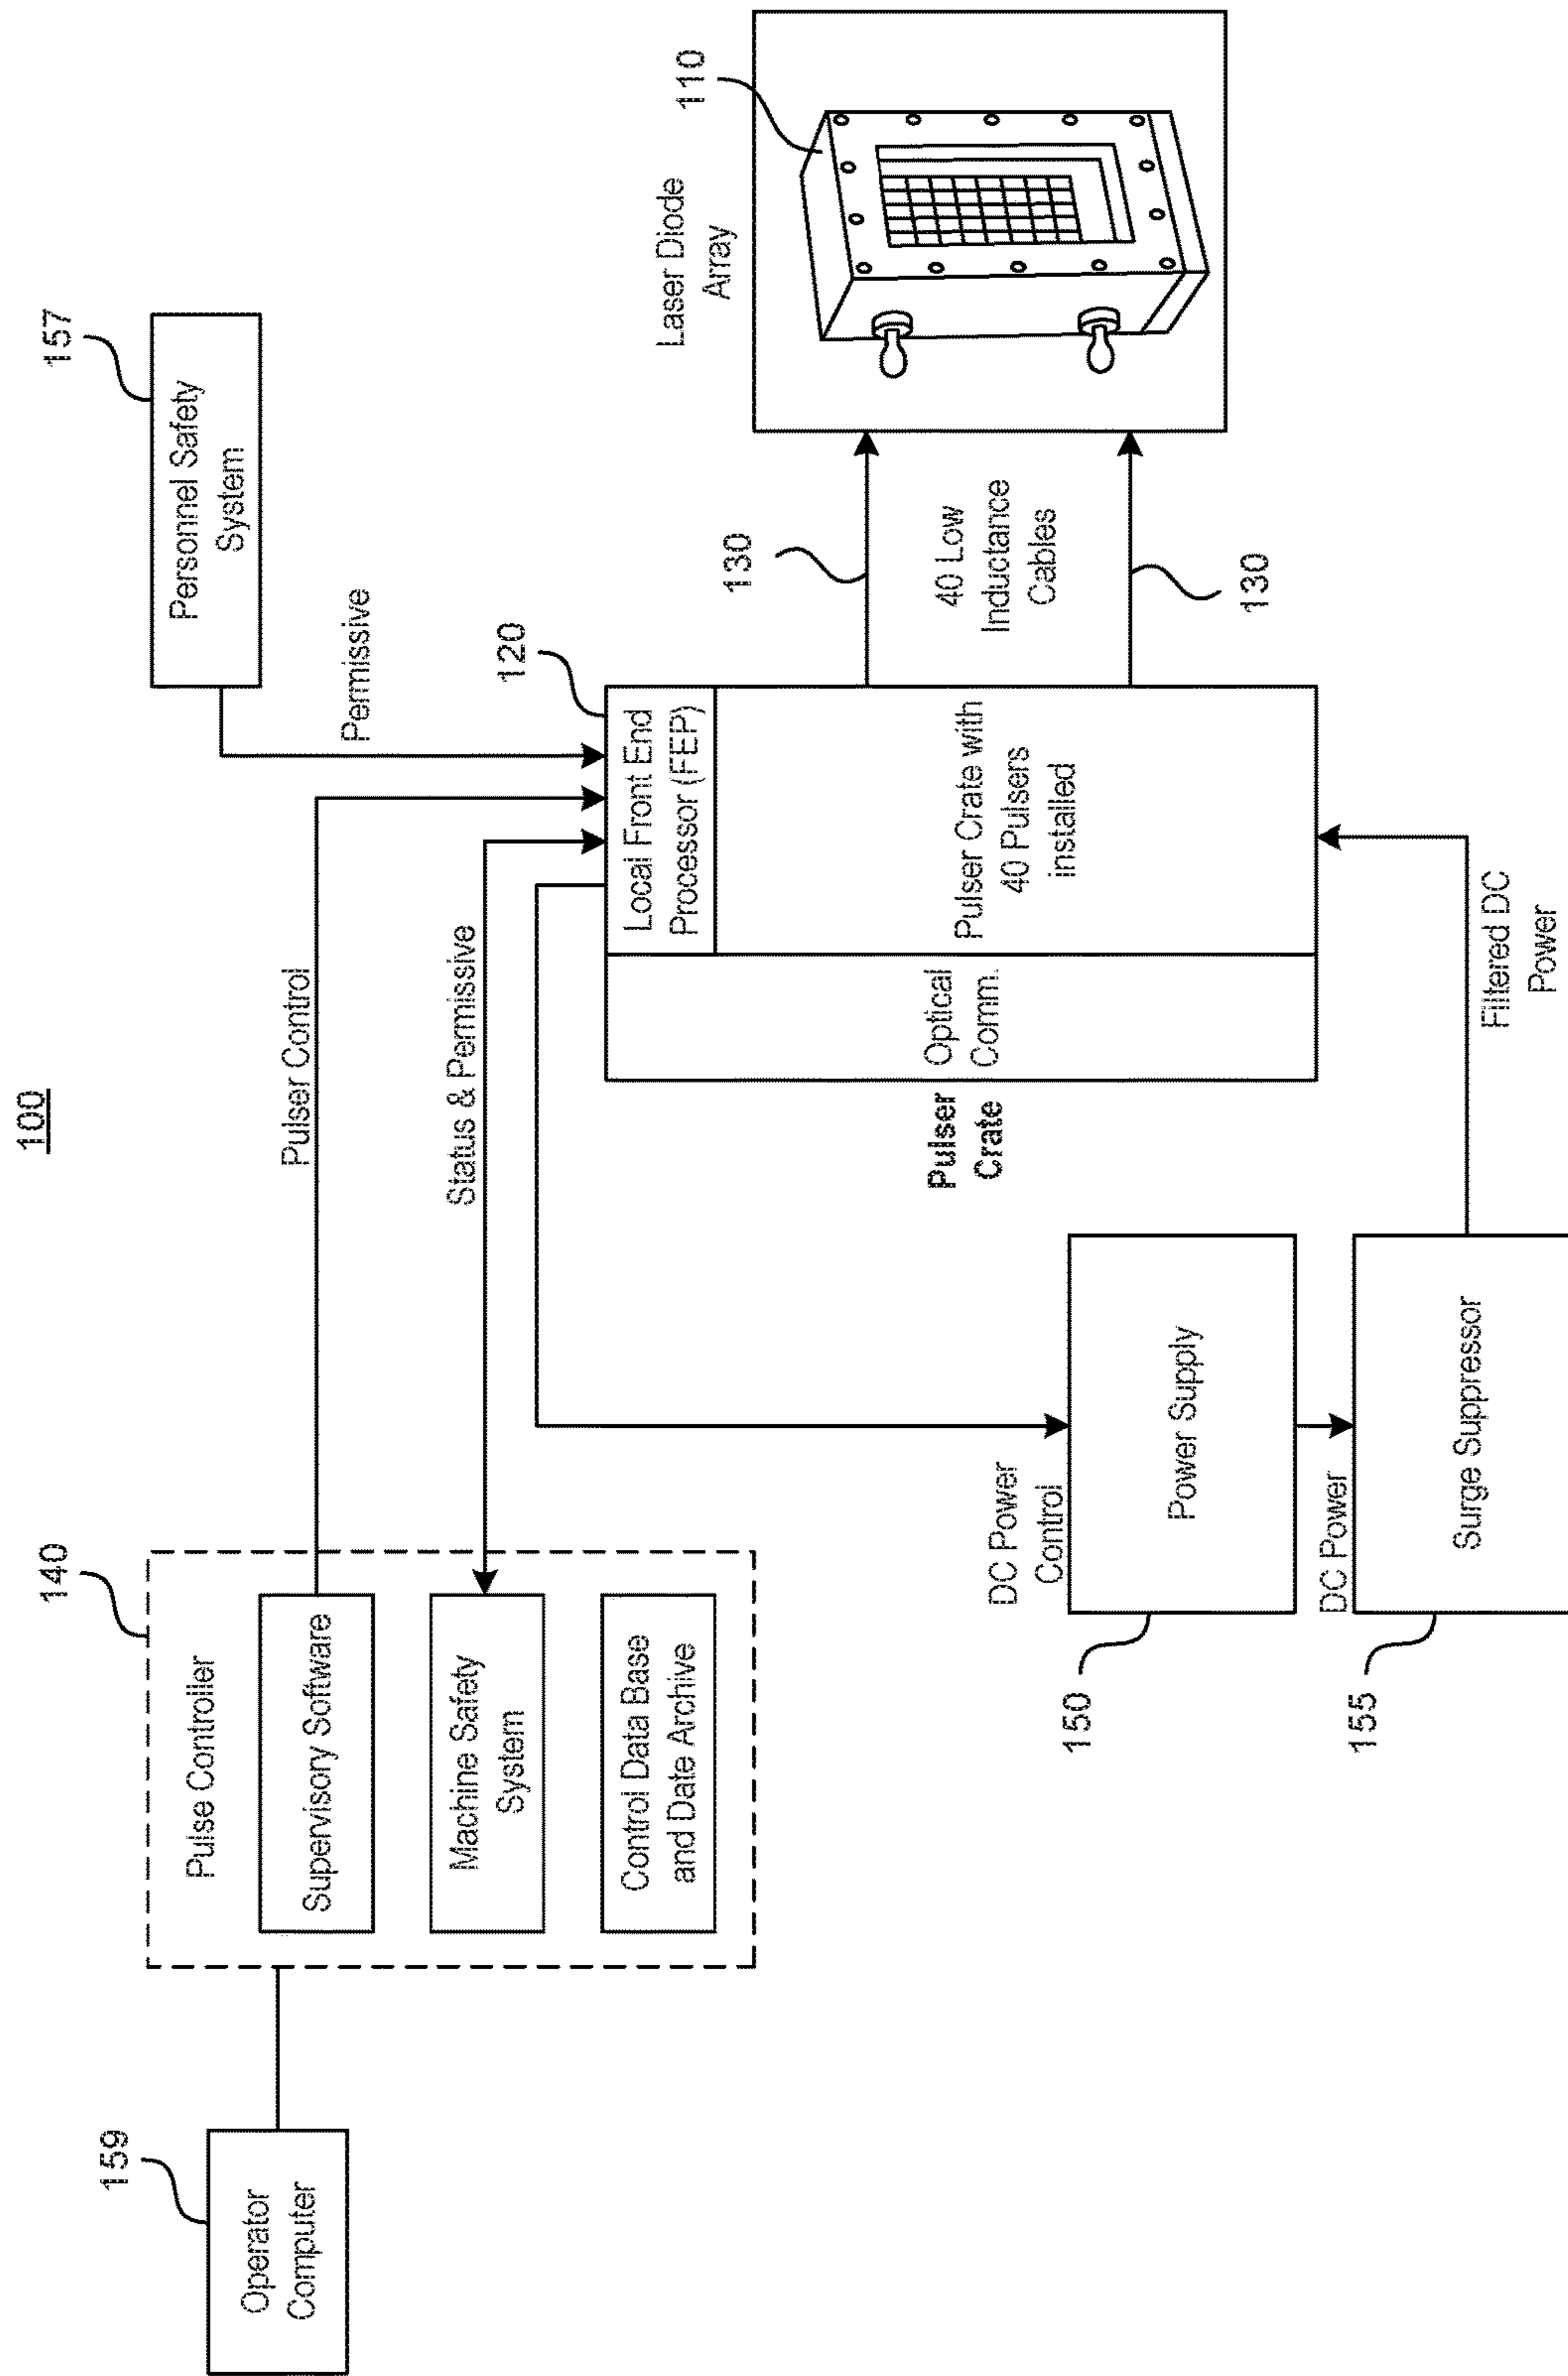 100
159
Operator
Computer
140
Pulse Controller
Supervisory Software
Machine Safety
System
Control Data Base
and Date Archive
Pulser Control
Status & Permissive
157
Personnel Safety
System
Permissive
120
Local Front End
Processor (FEP)
Pulser Crate with
40 Pulsers
installed
Optical
Comm.
Pulser
Crate
130
40 Low
Inductance
Cables
130
Laser Diode
Array
110
DC Power
Control
Power Supply
150
DC Power
Surge Suppressor
155
Filtered DC
Power